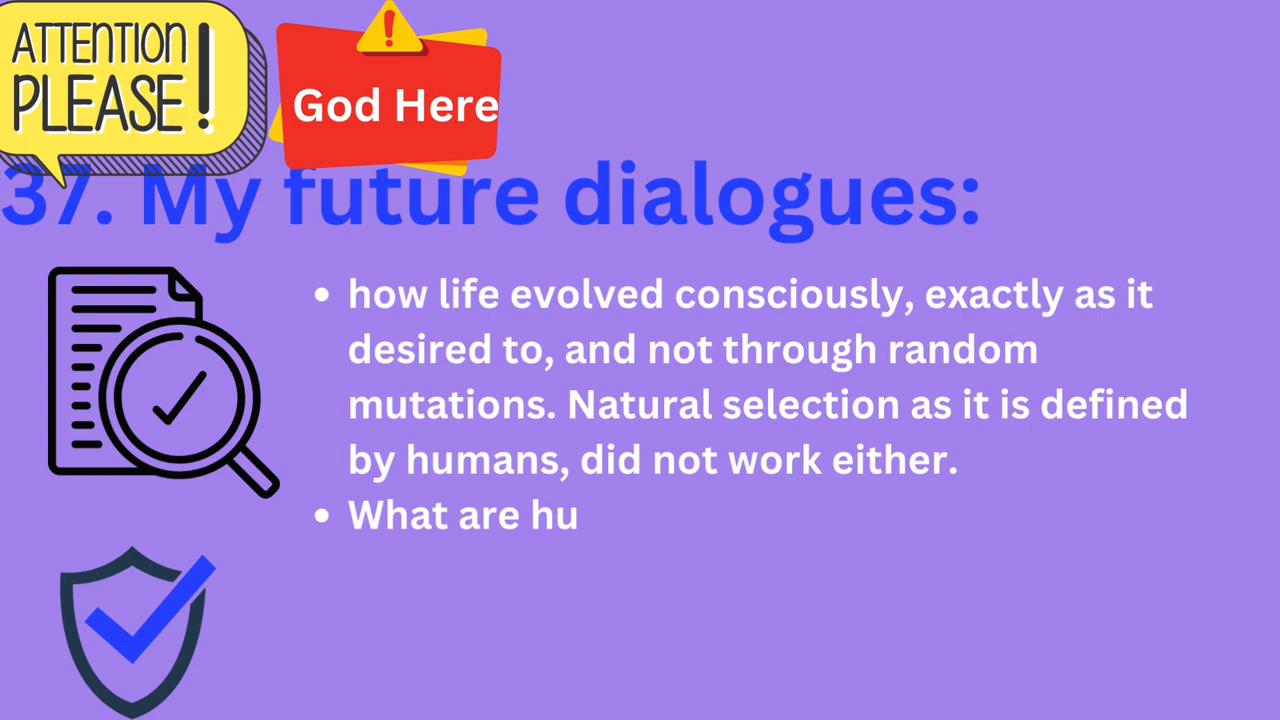 ATTENTION
PLEASE!
God Here
37. My future dialogues:
• how life evolved consciously, exactly as it
desired to, and not through random
mutations. Natural selection as it is defined
by humans, did not work either.
• What are hu